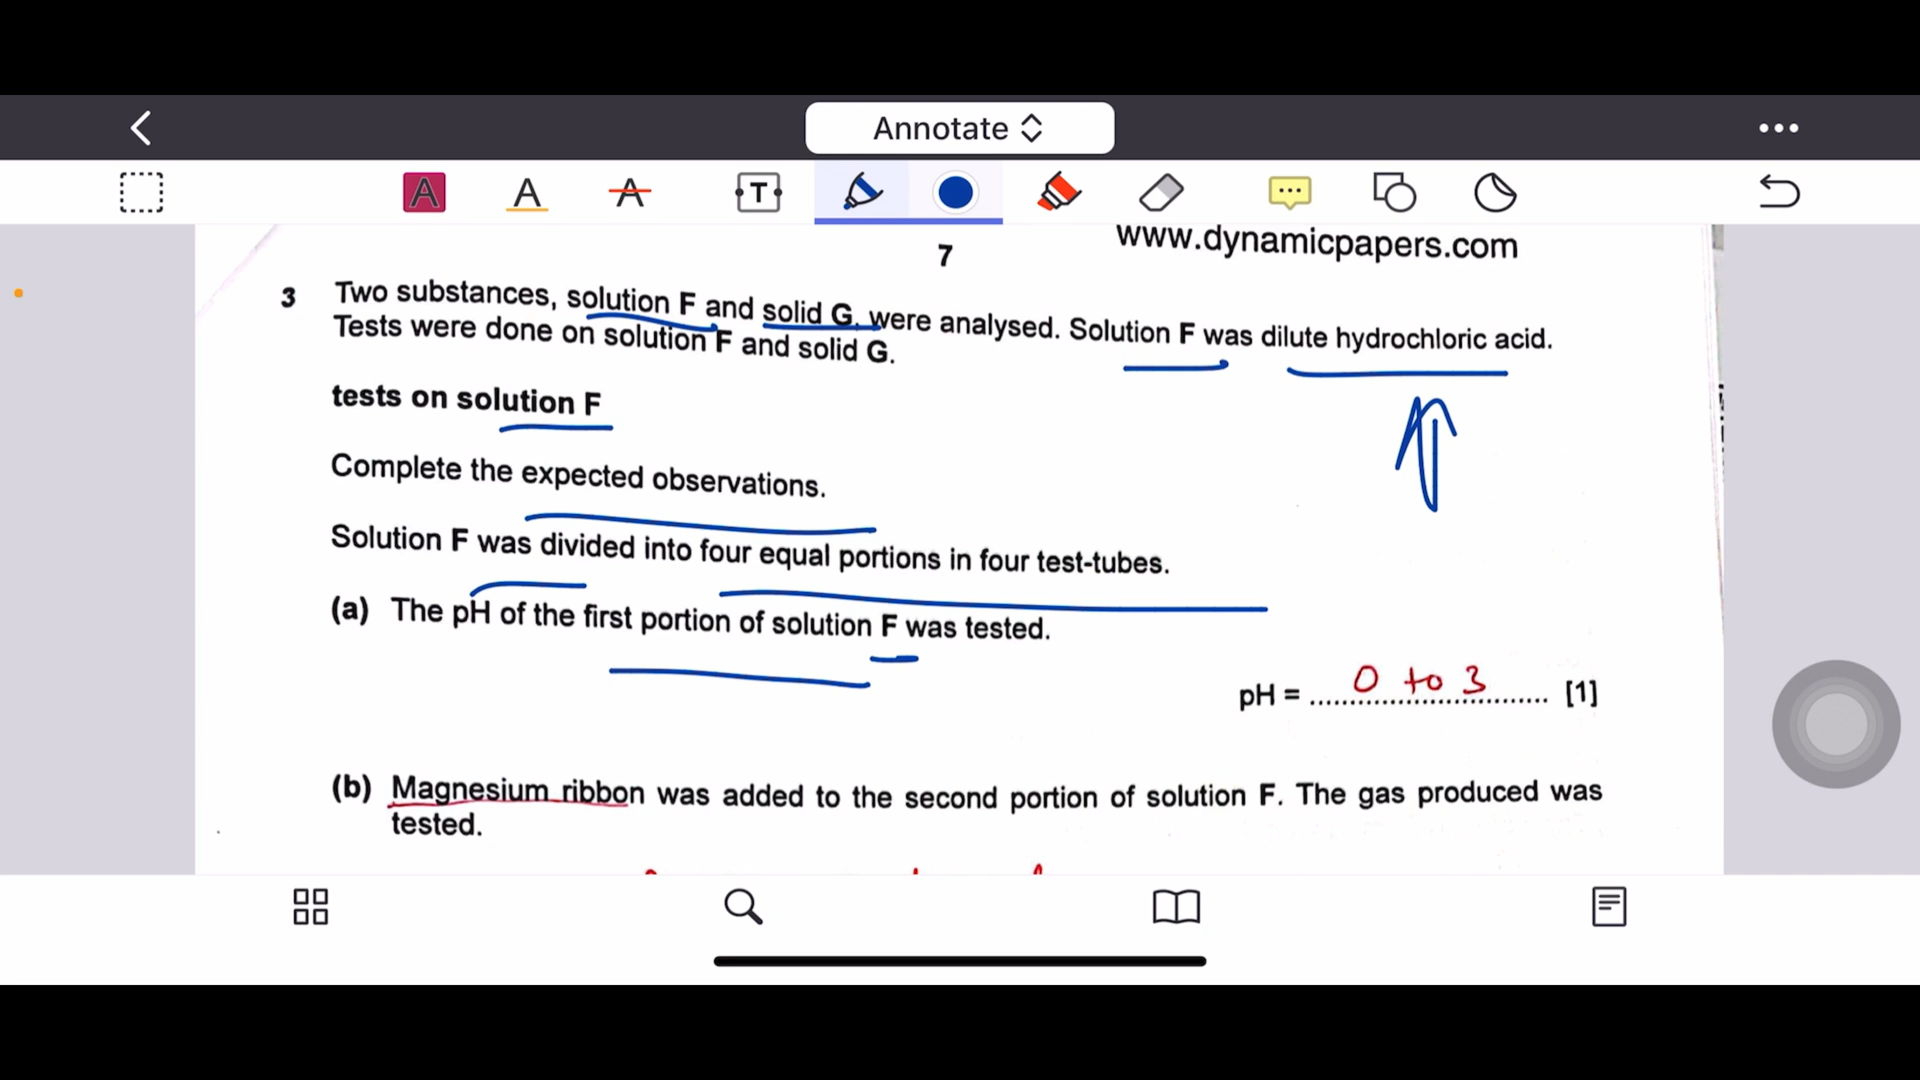 Annotate
A A A T
www.dynamicpapers.com
7
3 Two substances, solution F and solid G, were analysed. Solution F was dilute hydrochloric acid.
Tests were done on solution F and solid G.
tests on solution F
Complete the expected observations.
Solution F was divided into four equal portions in four test-tubes.
(a) The pH of the first portion of solution F was tested.
pH = 0 to 3 [1]
(b) Magnesium ribbon was added to the second portion of solution F. The gas produced was
tested.